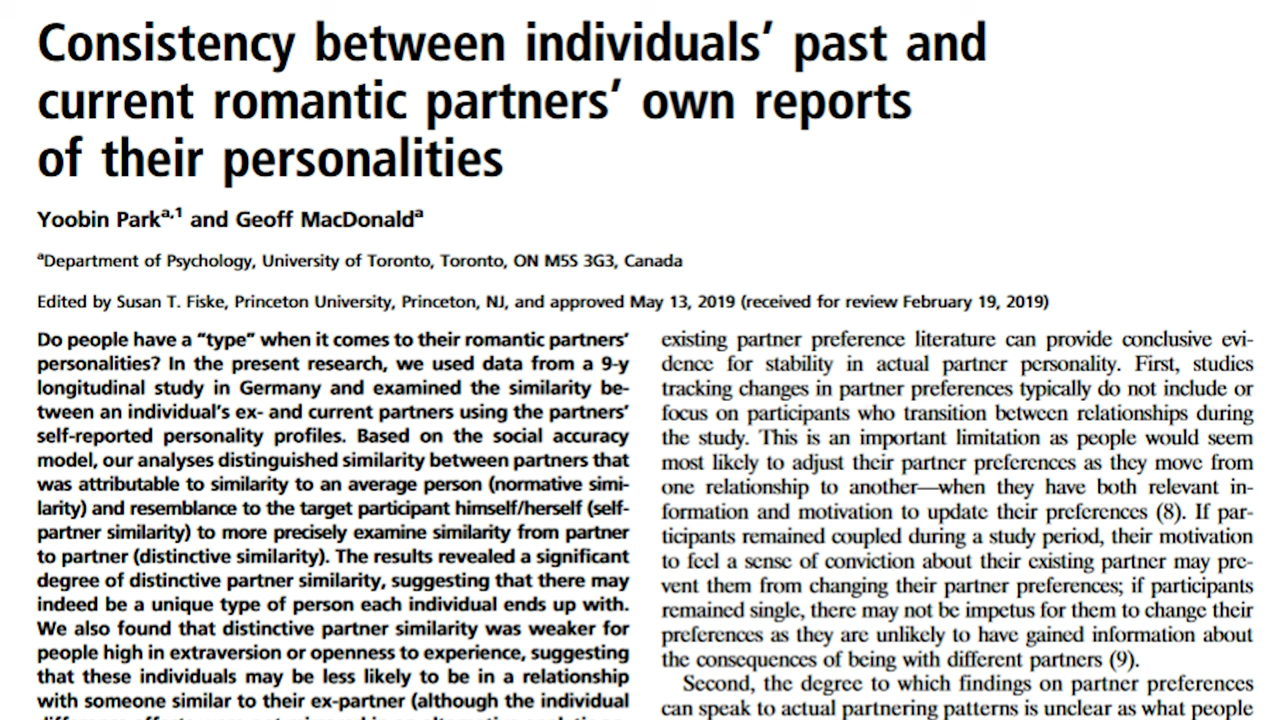 Consistency between individuals’ past and
current romantic partners’ own reports
of their personalities
Yoobin Parkᵃ,¹ and Geoff MacDonaldᵃ
ᵃDepartment of Psychology, University of Toronto, Toronto, ON M5S 3G3, Canada
Edited by Susan T. Fiske, Princeton University, Princeton, NJ, and approved May 13, 2019 (received for review February 19, 2019)
Do people have a “type” when it comes to their romantic partners’
personalities? In the present research, we used data from a 9-y
longitudinal study in Germany and examined the similarity be-
tween an individual’s ex- and current partners using the partners’
self-reported personality profiles. Based on the social accuracy
model, our analyses distinguished similarity between partners that
was attributable to similarity to an average person (normative simi-
larity) and resemblance to the target participant himself/herself (self-
partner similarity) to more precisely examine similarity from partner
to partner (distinctive similarity). The results revealed a significant
degree of distinctive partner similarity, suggesting that there may
indeed be a unique type of person each individual ends up with.
We also found that distinctive partner similarity was weaker for
people high in extraversion or openness to experience, suggesting
that these individuals may be less likely to be in a relationship
with someone similar to their ex-partner (although the individual
existing partner preference literature can provide conclusive evi-
dence for stability in actual partner personality. First, studies
tracking changes in partner preferences typically do not include or
focus on participants who transition between relationships during
the study. This is an important limitation as people would seem
most likely to adjust their partner preferences as they move from
one relationship to another—when they have both relevant in-
formation and motivation to update their preferences (8). If par-
ticipants remained coupled during a study period, their motivation
to feel a sense of conviction about their existing partner may pre-
vent them from changing their partner preferences; if participants
remained single, there may not be impetus for them to change their
preferences as they are unlikely to have gained information about
the consequences of being with different partners (9).
Second, the degree to which findings on partner preferences
can speak to actual partnering patterns is unclear as what people